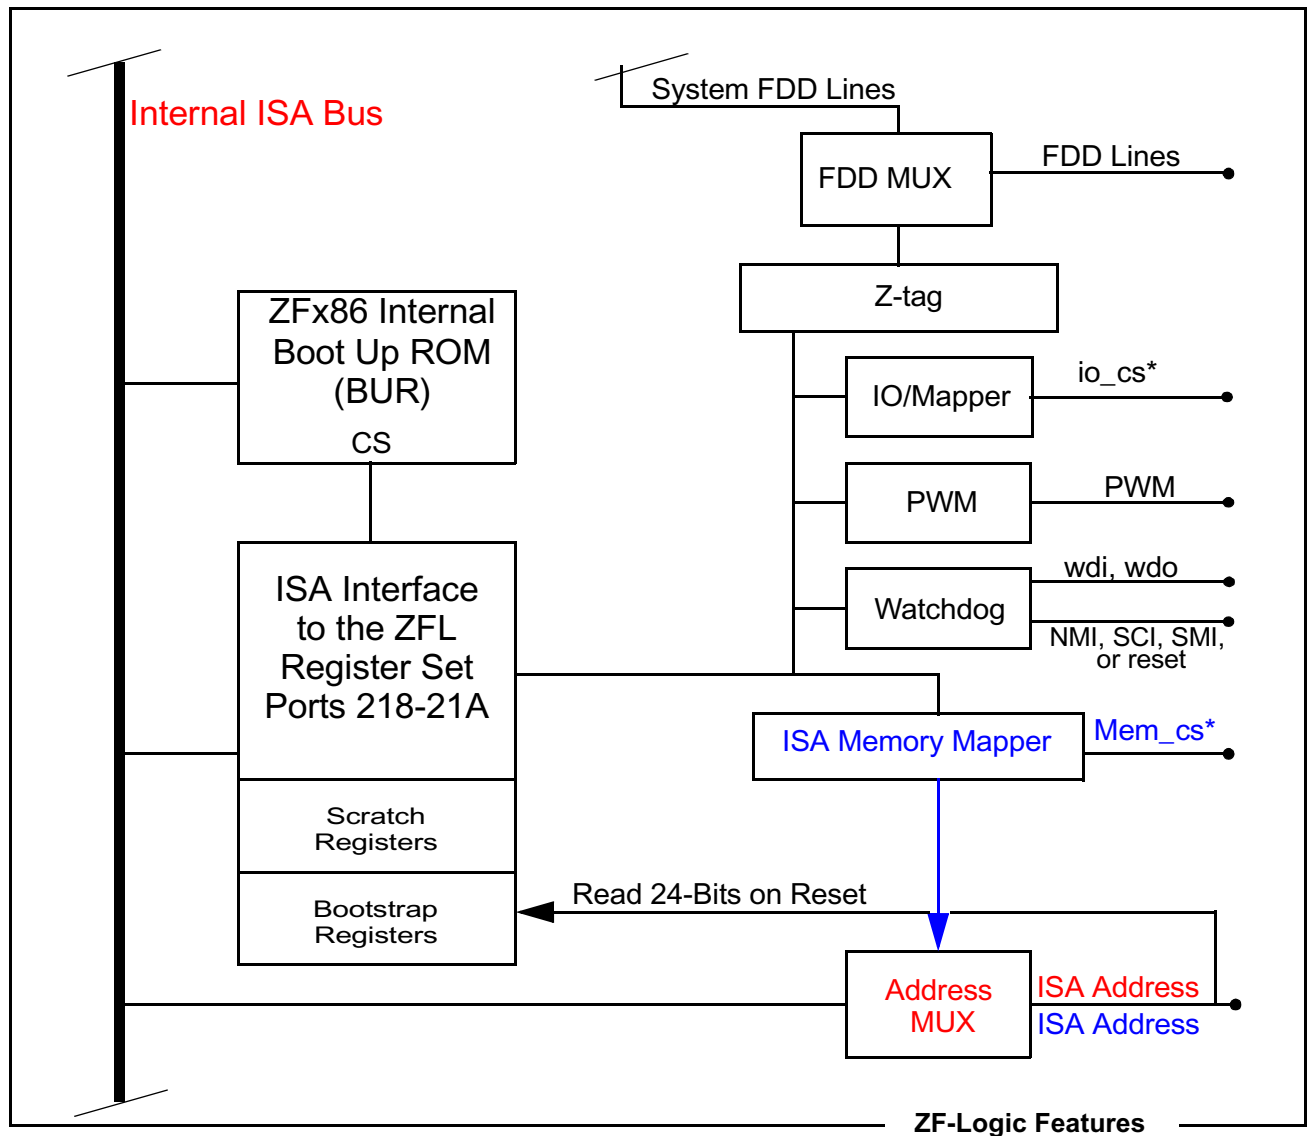 System FDD Lines
Internal ISA Bus
FDD MUX
FDD Lines
Z-tag
ZFx86 Internal
Boot Up ROM
(BUR)
CS
IO/Mapper
io_cs*
PWM
PWM
ISA Interface
to the ZFL
Register Set
Ports 218-21A
Watchdog
wdi, wdo
NMI, SCI, SMI,
or reset
ISA Memory Mapper
Mem_cs*
Scratch
Registers
Read 24-Bits on Reset
Bootstrap
Registers
Address
MUX
ISA Address
ISA Address
ZF-Logic Features